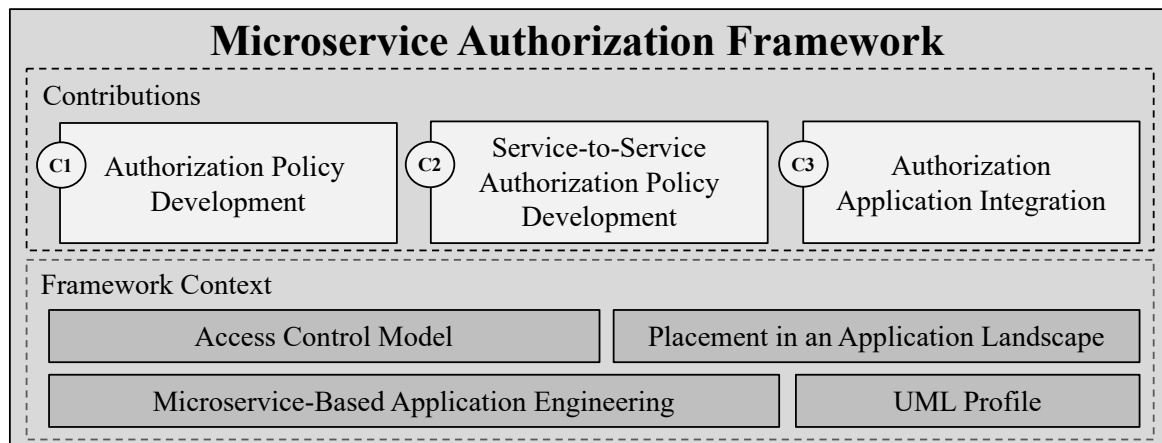 Microservice Authorization Framework
Contributions
C1
Authorization Policy
Development
C2
Service-to-Service
Authorization Policy
Development
C3
Authorization
Application Integration
Framework Context
Access Control Model
Placement in an Application Landscape
Microservice-Based Application Engineering
UML Profile